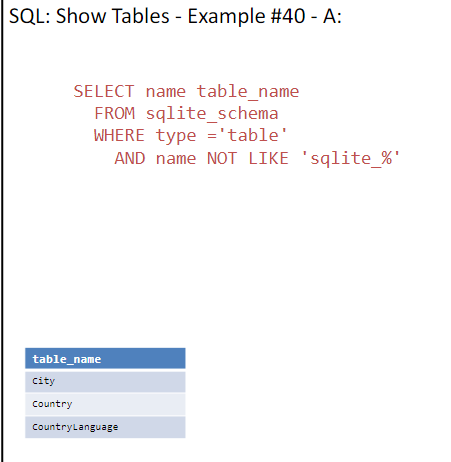 SQL: Show Tables - Example #40 - A:
SELECT name table_name
FROM sqlite_schema
WHERE type ='table'
AND name NOT LIKE 'sqlite_%'
table_name
City
Country
CountryLanguage